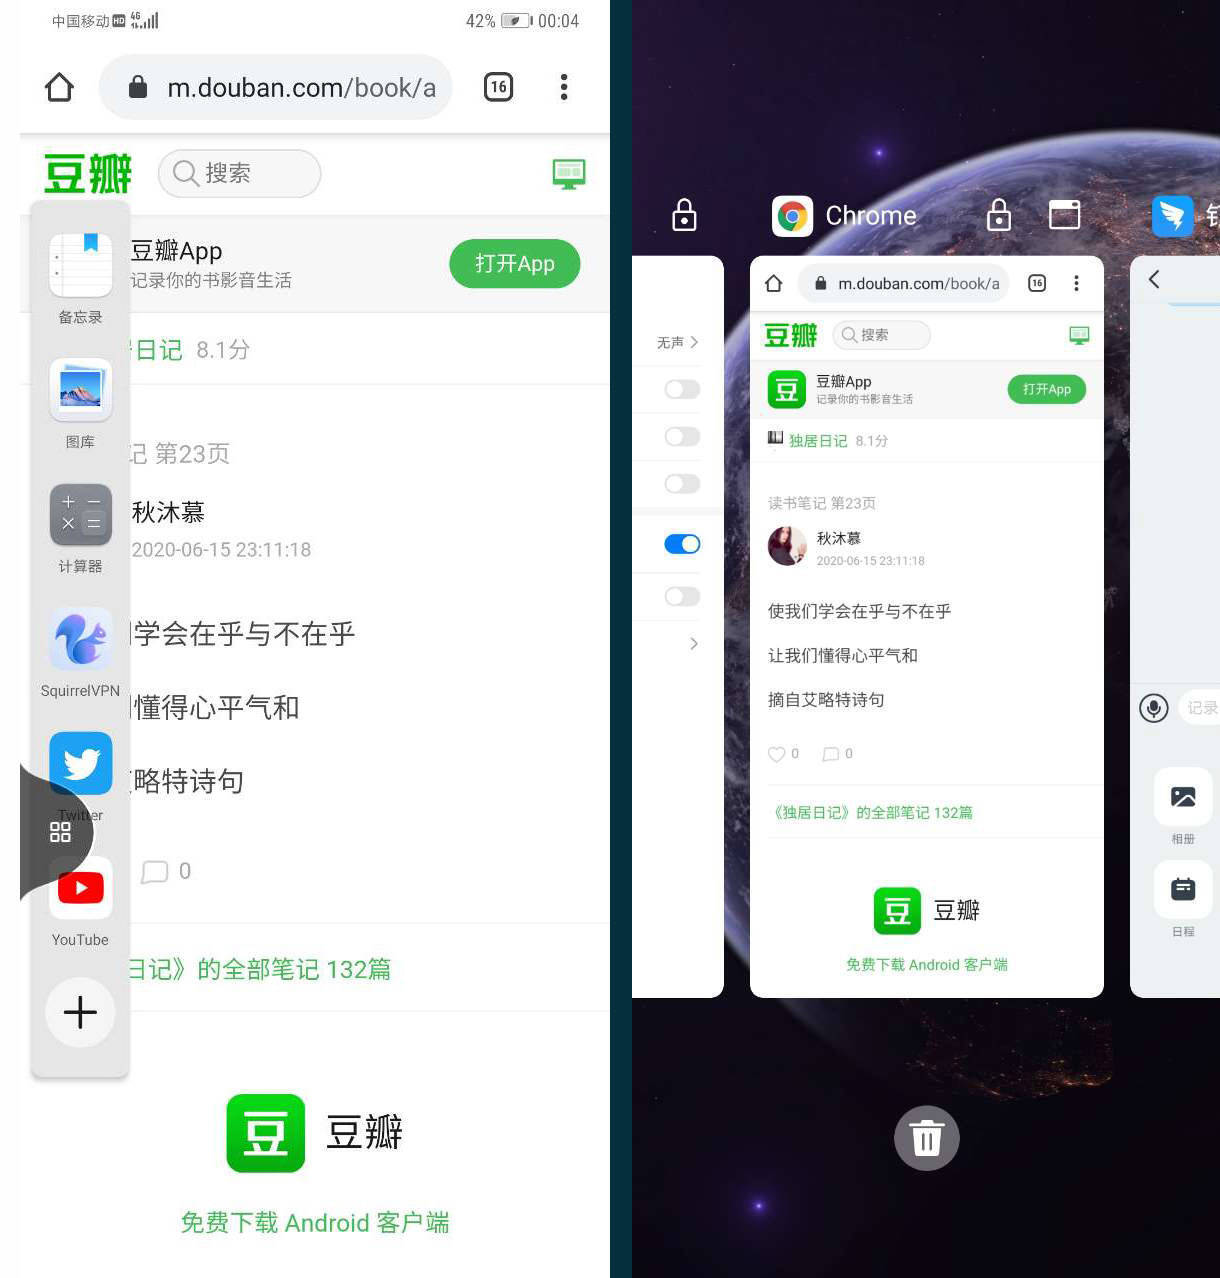 中国移动 HD 4G
42% 00:04
m.douban.com/book/a
16
豆瓣
搜索
豆瓣App
记录你的书影音生活
打开App
日记 8.1分
记 第23页
秋沐慕
2020-06-15 23:11:18
学会在乎与不在乎
懂得心平气和
略特诗句
0
日记》的全部笔记 132篇
豆 豆瓣
免费下载 Android 客户端
备忘录
图库
计算器
SquirrelVPN
Twitter
YouTube
Chrome
无声
m.douban.com/book/a
16
豆瓣
搜索
豆
豆瓣App
记录你的书影音生活
打开App
独居日记 8.1分
读书笔记 第23页
秋沐慕
2020-06-15 23:11:18
使我们学会在乎与不在乎
让我们懂得心平气和
摘自艾略特诗句
0 0
《独居日记》的全部笔记 132篇
豆 豆瓣
免费下载 Android 客户端
记录
相册
日程